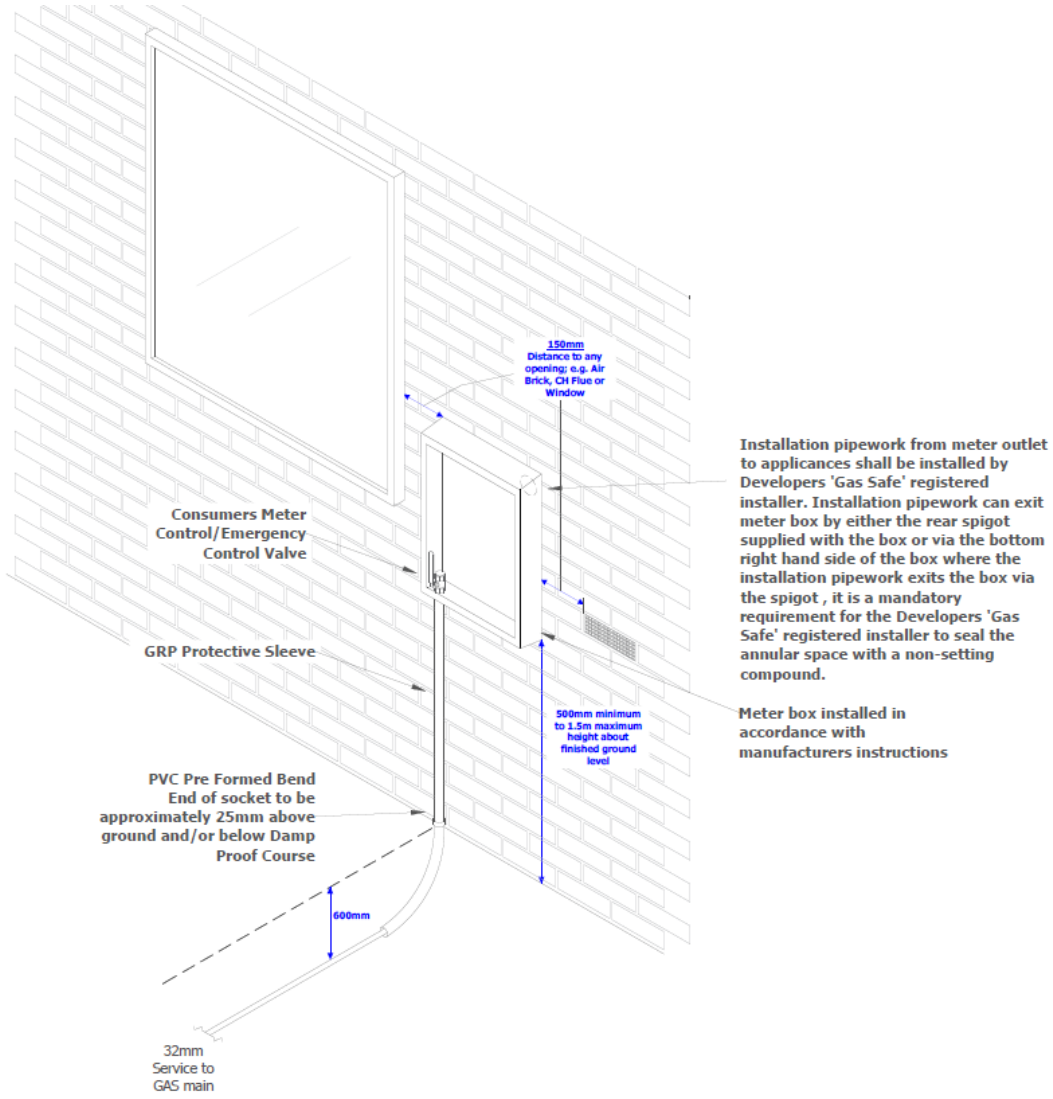 150mm
Distance to any
opening; e.g. Air
Brick, CH Flue or
Window
Installation pipework from meter outlet
to applicances shall be installed by
Developers 'Gas Safe' registered
installer. Installation pipework can exit
meter box by either the rear spigot
supplied with the box or via the bottom
right hand side of the box where the
installation pipework exits the box via
the spigot , it is a mandatory
requirement for the Developers 'Gas
Safe' registered installer to seal the
annular space with a non-setting
compound.
Consumers Meter
Control/Emergency
Control Valve
GRP Protective Sleeve
500mm minimum
to 1.5m maximum
height about
finished ground
level
Meter box installed in
accordance with
manufacturers instructions
PVC Pre Formed Bend
End of socket to be
approximately 25mm above
ground and/or below Damp
Proof Course
600mm
32mm
Service to
GAS main